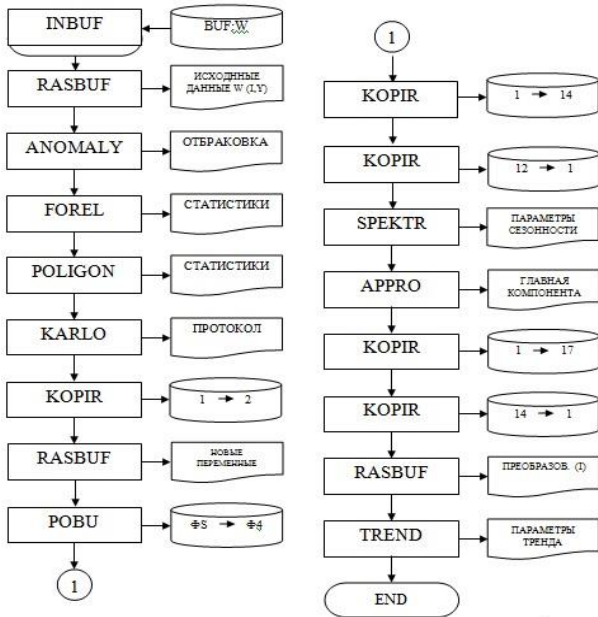 INBUF
BUF:W
RASBUF
ИСХОДННЫЕ
ДАННЫЕ W (I,Y)
ANOMALY
ОТБРАКОВКА
FOREL
СТАТИСТИКИ
POLIGON
СТАТИСТИКИ
KARLO
ПРОТОКОЛ
KOPIR
1 → 2
RASBUF
НОВЫЕ
ПЕРЕМЕННЫЕ
POBU
ФS → Ф4
1
1
KOPIR
1 → 14
KOPIR
12 → 1
SPEKTR
ПАРАМЕТРЫ
СЕЗОННОСТИ
APPRO
ГЛАВНАЯ
КОМПОНЕНТА
KOPIR
1 → 17
KOPIR
14 → 1
RASBUF
ПРЕОБРАЗОВ. (I)
TREND
ПАРАМЕТРЫ
ТРЕНДА
END